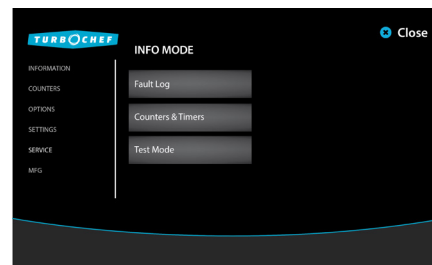 TURBOCHEF
INFO MODE
Close
INFORMATION
COUNTERS
OPTIONS
SETTINGS
SERVICE
MFG
Fault Log
Counters & Timers
Test Mode